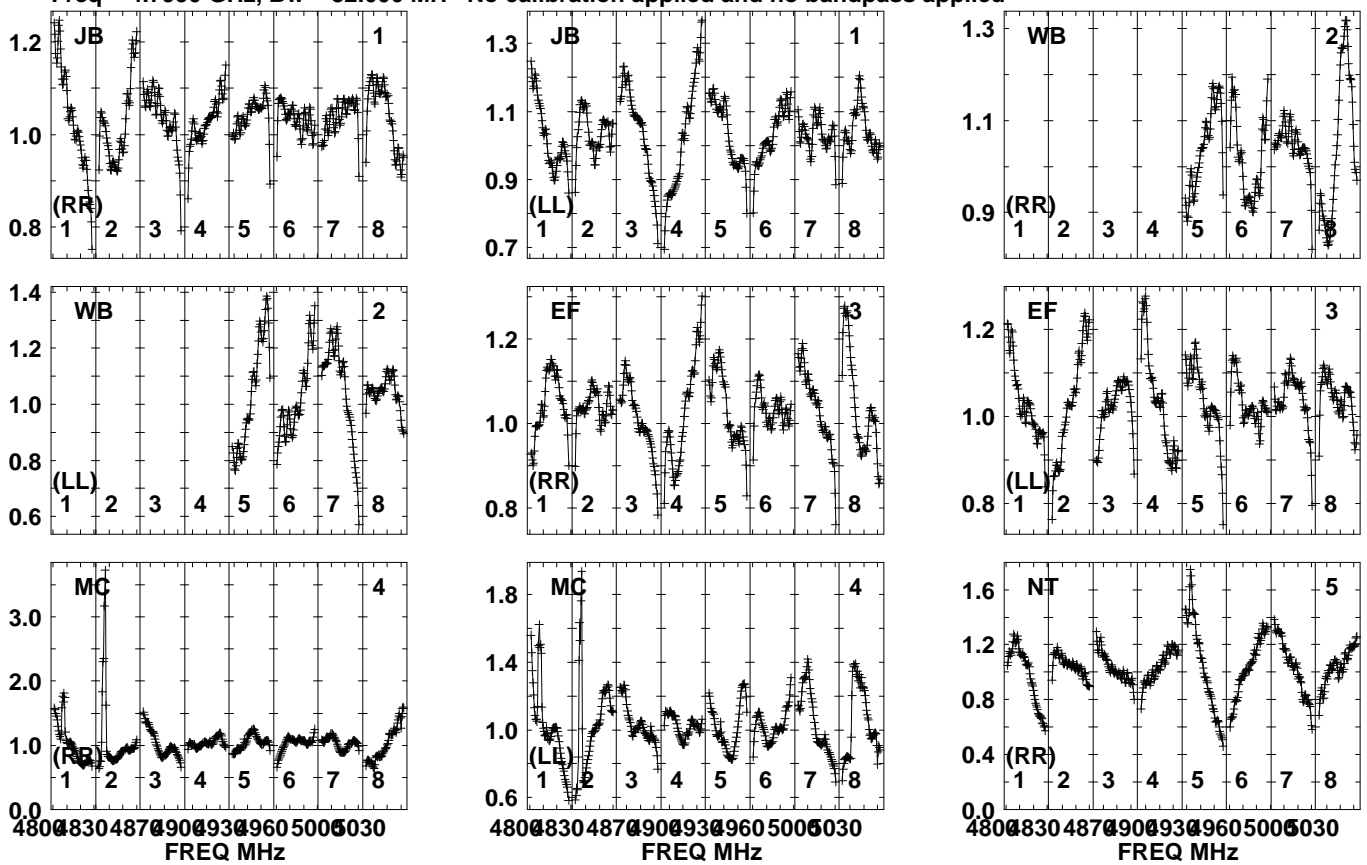 Freq = GHz, Bw = 32.000 MH No calibration applied and no bandpass applied
JB 1
1.2
1.0
0.8
(RR)
1 2 3 4 5 6 7 8
JB 1
1.3
1.1
0.9
0.7
(LL)
1 2 3 4 5 6 7 8
WB 2
1.3
1.1
0.9
(RR)
1 2 3 4 5 6 7 8
WB 2
1.4
1.2
1.0
0.8
0.6
(LL)
1 2 3 4 5 6 7 8
EF 3
1.2
1.0
0.8
(RR)
1 2 3 4 5 6 7 8
EF 3
1.2
1.0
0.8
(LL)
1 2 3 4 5 6 7 8
MC 4
3.0
2.0
1.0
0.0
(RR)
1 2 3 4 5 6 7 8
4800 4830 4870 4900 4930 4960 5000 5030
FREQ MHz
MC 4
1.8
1.4
1.0
0.6
(LL)
1 2 3 4 5 6 7 8
4800 4830 4870 4900 4930 4960 5000 5030
FREQ MHz
NT 5
1.6
1.2
0.8
0.4
0.0
(RR)
1 2 3 4 5 6 7 8
4800 4830 4870 4900 4930 4960 5000 5030
FREQ MHz